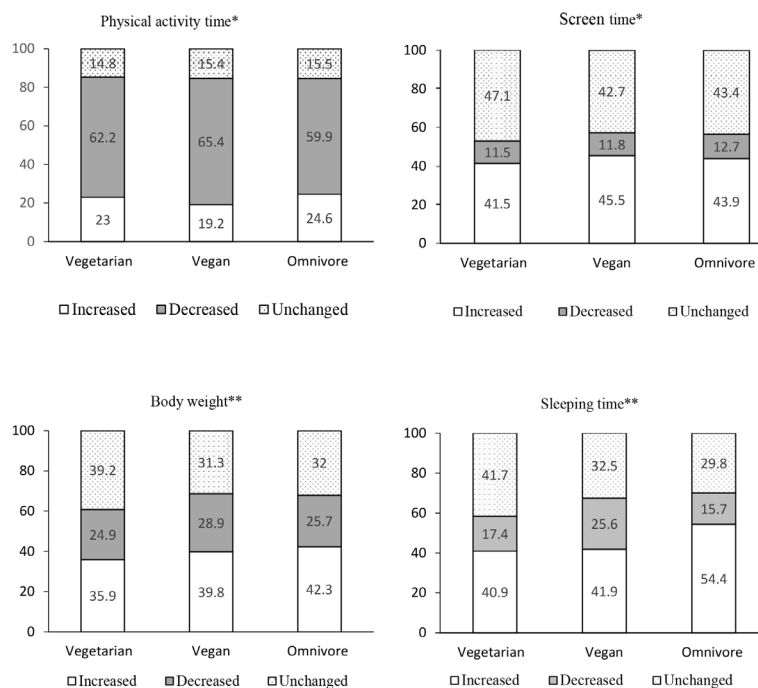 Physical activity time*
100
80
60
40
20
0
14.8 15.4 15.5
62.2 65.4 59.9
23 19.2 24.6
Vegetarian Vegan Omnivore
Increased Decreased Unchanged
Screen time*
100
80
60
40
20
0
47.1 42.7 43.4
11.5 11.8 12.7
41.5 45.5 43.9
Vegetarian Vegan Omnivore
Increased Decreased Unchanged
Body weight**
100
80
60
40
20
0
39.2 31.3 32
24.9 28.9 25.7
35.9 39.8 42.3
Vegetarian Vegan Omnivore
Increased Decreased Unchanged
Sleeping time**
100
80
60
40
20
0
41.7 32.5 29.8
17.4 25.6 15.7
40.9 41.9 54.4
Vegetarian Vegan Omnivore
Increased Decreased Unchanged